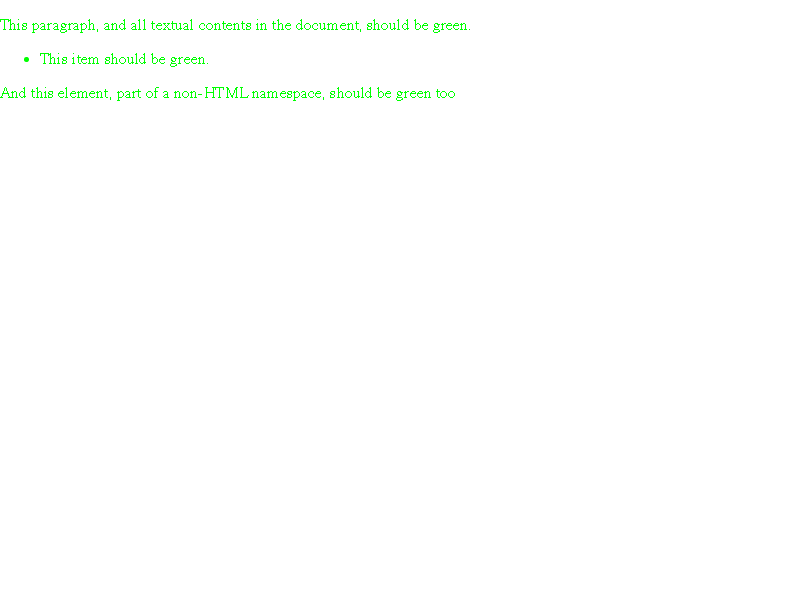 This paragraph, and all textual contents in the document, should be green.
This item should be green.
And this element, part of a non-HTML namespace, should be green too